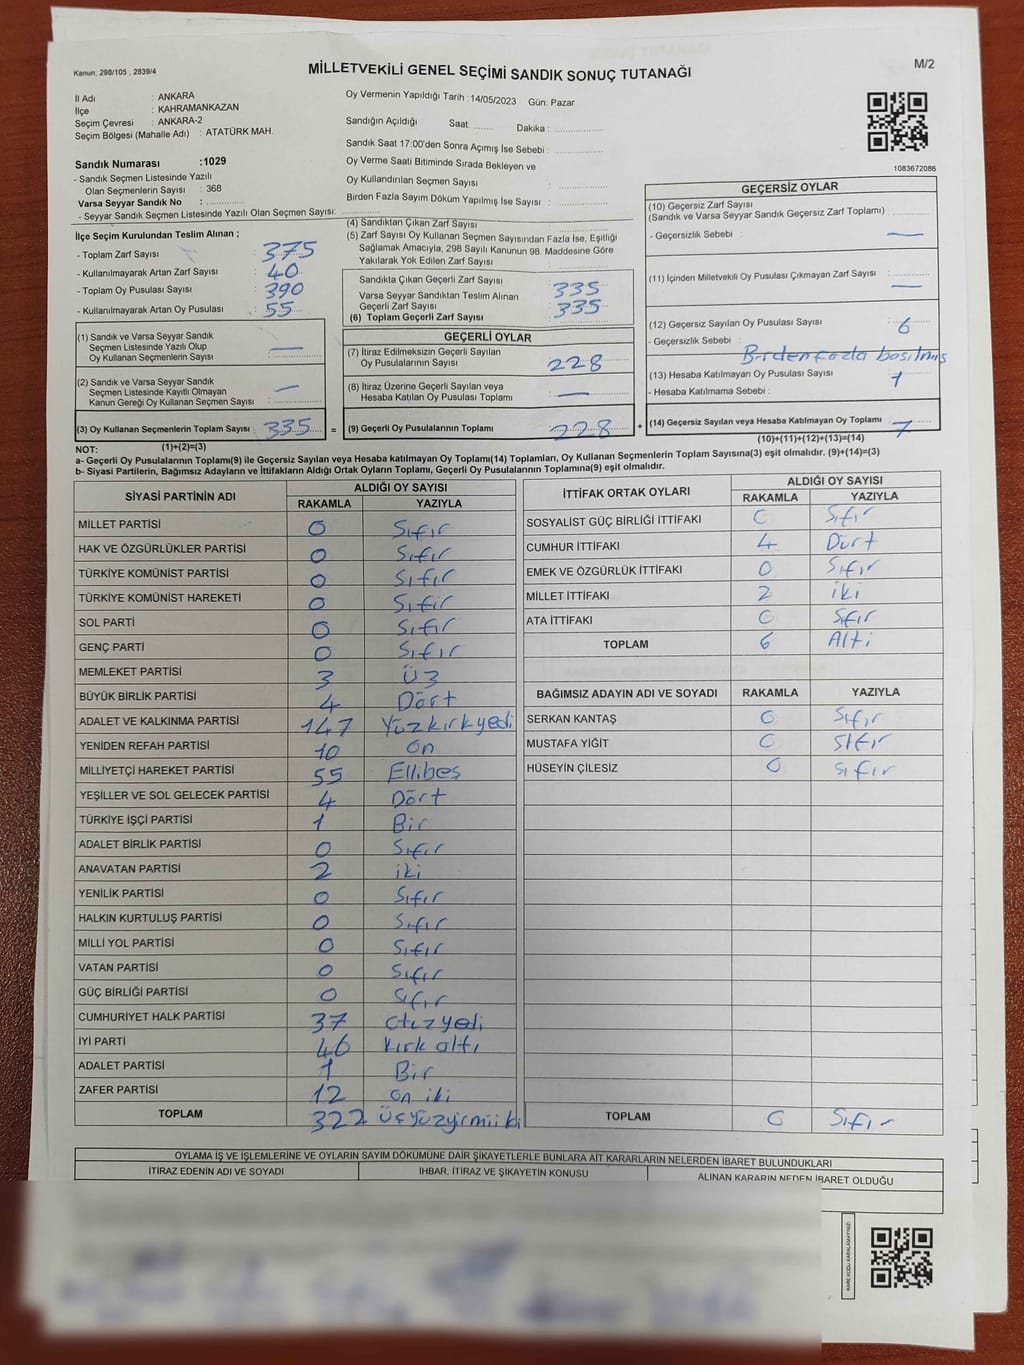 Kanun: 298/105 , 2839/4
MİLLETVEKİLİ GENEL SEÇİMİ SANDIK SONUÇ TUTANAĞI
M/2
İl Adı : ANKARA
İlçe : KAHRAMANKAZAN
Seçim Çevresi : ANKARA-2
Seçim Bölgesi (Mahalle Adı) : ATATÜRK MAH.
Sandık Numarası :1029
- Sandık Seçmen Listesinde Yazılı
Olan Seçmenlerin Sayısı : 368
Varsa Seyyar Sandık No :
- Seyyar Sandık Seçmen Listesinde Yazılı Olan Seçmen Sayısı:
Oy Vermenin Yapıldığı Tarih :14/05/2023 Gün: Pazar
Sandığın Açıldığı Saat: Dakika :
Sandık Saat 17:00'den Sonra Açımış İse Sebebi :
Oy Verme Saati Bitiminde Sırada Bekleyen ve
Oy Kullandırılan Seçmen Sayısı :
Birden Fazla Sayım Döküm Yapılmış İse Sayısı :
1083672086
İlçe Seçim Kurulundan Teslim Alınan ;
- Toplam Zarf Sayısı : 375
- Kullanılmayarak Artan Zarf Sayısı : 40
- Toplam Oy Pusulası Sayısı : 390
- Kullanılmayarak Artan Oy Pusulası : 55
(1) Sandık ve Varsa Seyyar Sandık
Seçmen Listesinde Yazılı Olup
Oy Kullanan Seçmenlerin Sayısı : —
(2) Sandık ve Varsa Seyyar Sandık
Seçmen Listesinde Kayıtlı Olmayan
Kanun Gereği Oy Kullanan Seçmen Sayısı : —
(3) Oy Kullanan Seçmenlerin Toplam Sayısı : 335 =
(4) Sandıktan Çıkan Zarf Sayısı :
(5) Zarf Sayısı Oy Kullanan Seçmen Sayısından Fazla İse, Eşitliği
Sağlamak Amacıyla; 298 Sayılı Kanunun 98. Maddesine Göre
Yakılarak Yok Edilen Zarf Sayısı :
Sandıkta Çıkan Geçerli Zarf Sayısı : 335
Varsa Seyyar Sandıktan Teslim Alınan
Geçerli Zarf Sayısı : 335
(6) Toplam Geçerli Zarf Sayısı :
GEÇERLİ OYLAR
(7) İtiraz Edilmeksizin Geçerli Sayılan
Oy Pusulalarının Sayısı : 228
(8) İtiraz Üzerine Geçerli Sayılan veya
Hesaba Katılan Oy Pusulası Toplamı : —
(9) Geçerli Oy Pusulalarının Toplamı : 228 +
GEÇERSİZ OYLAR
(10) Geçersiz Zarf Sayısı
(Sandık ve Varsa Seyyar Sandık Geçersiz Zarf Toplamı) :
- Geçersizlik Sebebi : —
(11) İçinden Milletvekili Oy Pusulası Çıkmayan Zarf Sayısı : —
(12) Geçersiz Sayılan Oy Pusulası Sayısı : 6
- Geçersizlik Sebebi : Birdenfazla basılmış
(13) Hesaba Katılmayan Oy Pusulası Sayısı : 1
- Hesaba Katılmama Sebebi :
(14) Geçersiz Sayılan veya Hesaba Katılmayan Oy Toplamı : 7
NOT: (1)+(2)=(3) (10)+(11)+(12)+(13)=(14)
a- Geçerli Oy Pusulalarının Toplamı(9) ile Geçersiz Sayılan veya Hesaba katılmayan Oy Toplamı(14) Toplamları, Oy Kullanan Seçmenlerin Toplam Sayısına(3) eşit olmalıdır. (9)+(14)=(3)
b- Siyasi Partilerin, Bağımsız Adayların ve İttifakların Aldığı Ortak Oyların Toplamı, Geçerli Oy Pusulalarının Toplamına(9) eşit olmalıdır.
SİYASİ PARTİNİN ADI ALDIĞI OY SAYISI
RAKAMLA YAZIYLA
MİLLET PARTİSİ 0 Sıfır
HAK VE ÖZGÜRLÜKLER PARTİSİ 0 Sıfır
TÜRKİYE KOMÜNİST PARTİSİ 0 Sıfır
TÜRKİYE KOMÜNİST HAREKETİ 0 Sıfır
SOL PARTİ 0 Sıfır
GENÇ PARTİ 0 Sıfır
MEMLEKET PARTİSİ 3 Ü3
BÜYÜK BİRLİK PARTİSİ 4 Dört
ADALET VE KALKINMA PARTİSİ 147 Yüzkırkyedi
YENİDEN REFAH PARTİSİ 10 on
MİLLİYETÇİ HAREKET PARTİSİ 55 Ellibeş
YEŞİLLER VE SOL GELECEK PARTİSİ 4 Dört
TÜRKİYE İŞÇİ PARTİSİ 1 Bir
ADALET BİRLİK PARTİSİ 0 Sıfır
ANAVATAN PARTİSİ 2 iki
YENİLİK PARTİSİ 0 Sıfır
HALKIN KURTULUŞ PARTİSİ 0 Sıfır
MİLLİ YOL PARTİSİ 0 Sıfır
VATAN PARTİSİ 0 Sıfır
GÜÇ BİRLİĞİ PARTİSİ 0 Sıfır
CUMHURİYET HALK PARTİSİ 37 otuzyedi
İYİ PARTİ 46 kırk altı
ADALET PARTİSİ 1 Bir
ZAFER PARTİSİ 12 on iki
TOPLAM 322 üçyüzyirmiiki
İTTİFAK ORTAK OYLARI ALDIĞI OY SAYISI
RAKAMLA YAZIYLA
SOSYALİST GÜÇ BİRLİĞİ İTTİFAKI 0 Sıfır
CUMHUR İTTİFAKI 4 Dört
EMEK VE ÖZGÜRLÜK İTTİFAKI 0 Sıfır
MİLLET İTTİFAKI 2 iki
ATA İTTİFAKI 0 Sıfır
TOPLAM 6 Altı
BAĞIMSIZ ADAYIN ADI VE SOYADI RAKAMLA YAZIYLA
SERKAN KANTAŞ 0 Sıfır
MUSTAFA YİĞİT 0 Sıfır
HÜSEYİN ÇİLESİZ 0 sıfır
TOPLAM 0 Sıfır
OYLAMA İŞ VE İŞLEMLERİNE VE OYLARIN SAYIM DÖKÜMÜNE DAİR ŞİKAYETLERLE BUNLARA AİT KARARLARIN NELERDEN İBARET BULUNDUKLARI
İTİRAZ EDENİN ADI VE SOYADI İHBAR, İTİRAZ VE ŞİKAYETİN KONUSU ALINAN KARARIN NEDEN İBARET OLDUĞU
KARE KODU KARALAMAYINIZ!